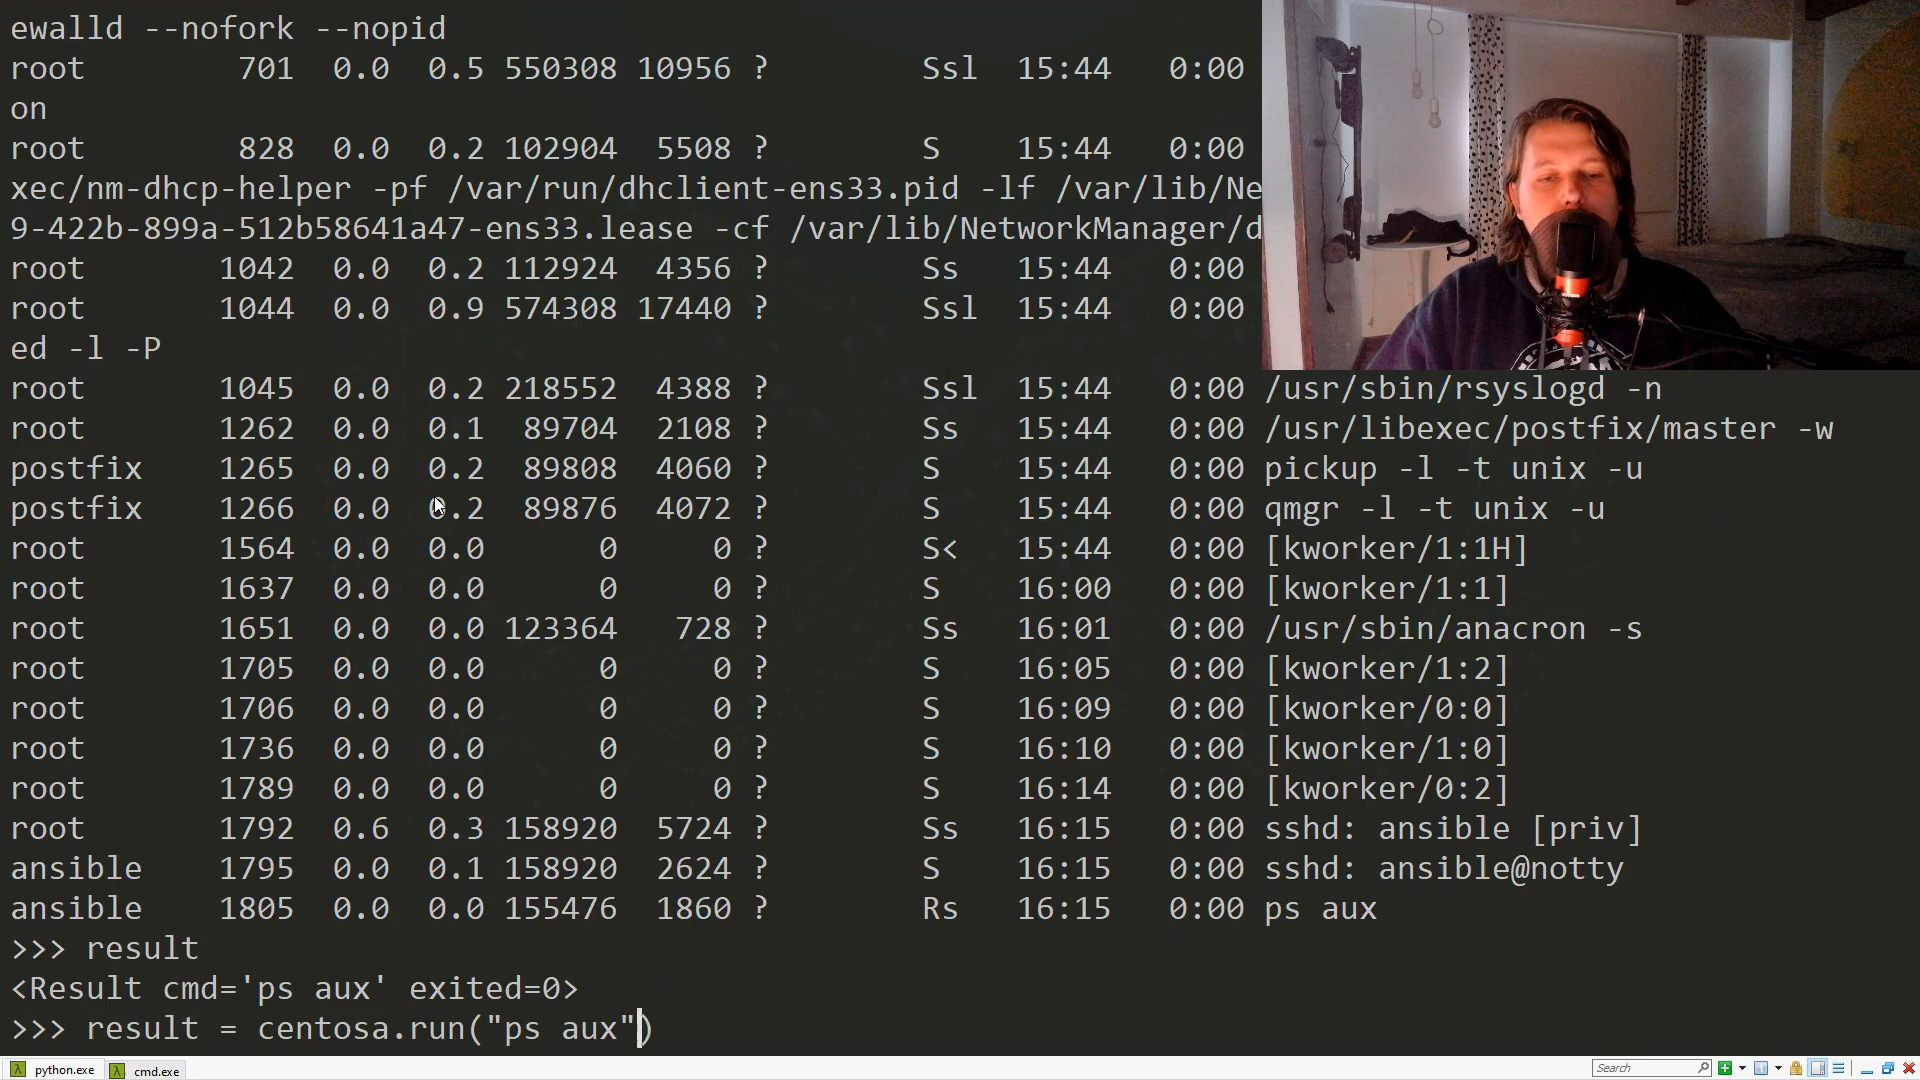 ewalld --nofork --nopid
root 701 0.0 0.5 550308 10956 ? Ssl 15:44 0:00
on
root 828 0.0 0.2 102904 5508 ? S 15:44 0:00
xec/nm-dhcp-helper -pf /var/run/dhclient-ens33.pid -lf /var/lib/Ne
9-422b-899a-512b58641a47-ens33.lease -cf /var/lib/NetworkManager/d
root 1042 0.0 0.2 112924 4356 ? Ss 15:44 0:00
root 1044 0.0 0.9 574308 17440 ? Ssl 15:44 0:00
ed -l -P
root 1045 0.0 0.2 218552 4388 ? Ssl 15:44 0:00 /usr/sbin/rsyslogd -n
root 1262 0.0 0.1 89704 2108 ? Ss 15:44 0:00 /usr/libexec/postfix/master -w
postfix 1265 0.0 0.2 89808 4060 ? S 15:44 0:00 pickup -l -t unix -u
postfix 1266 0.0 0.2 89876 4072 ? S 15:44 0:00 qmgr -l -t unix -u
root 1564 0.0 0.0 0 0 ? S< 15:44 0:00 [kworker/1:1H]
root 1637 0.0 0.0 0 0 ? S 16:00 0:00 [kworker/1:1]
root 1651 0.0 0.0 123364 728 ? Ss 16:01 0:00 /usr/sbin/anacron -s
root 1705 0.0 0.0 0 0 ? S 16:05 0:00 [kworker/1:2]
root 1706 0.0 0.0 0 0 ? S 16:09 0:00 [kworker/0:0]
root 1736 0.0 0.0 0 0 ? S 16:10 0:00 [kworker/1:0]
root 1789 0.0 0.0 0 0 ? S 16:14 0:00 [kworker/0:2]
root 1792 0.6 0.3 158920 5724 ? Ss 16:15 0:00 sshd: ansible [priv]
ansible 1795 0.0 0.1 158920 2624 ? S 16:15 0:00 sshd: ansible@notty
ansible 1805 0.0 0.0 155476 1860 ? Rs 16:15 0:00 ps aux
>>> result
<Result cmd='ps aux' exited=0>
>>> result = centosa.run("ps aux")
python.exe cmd.exe Search